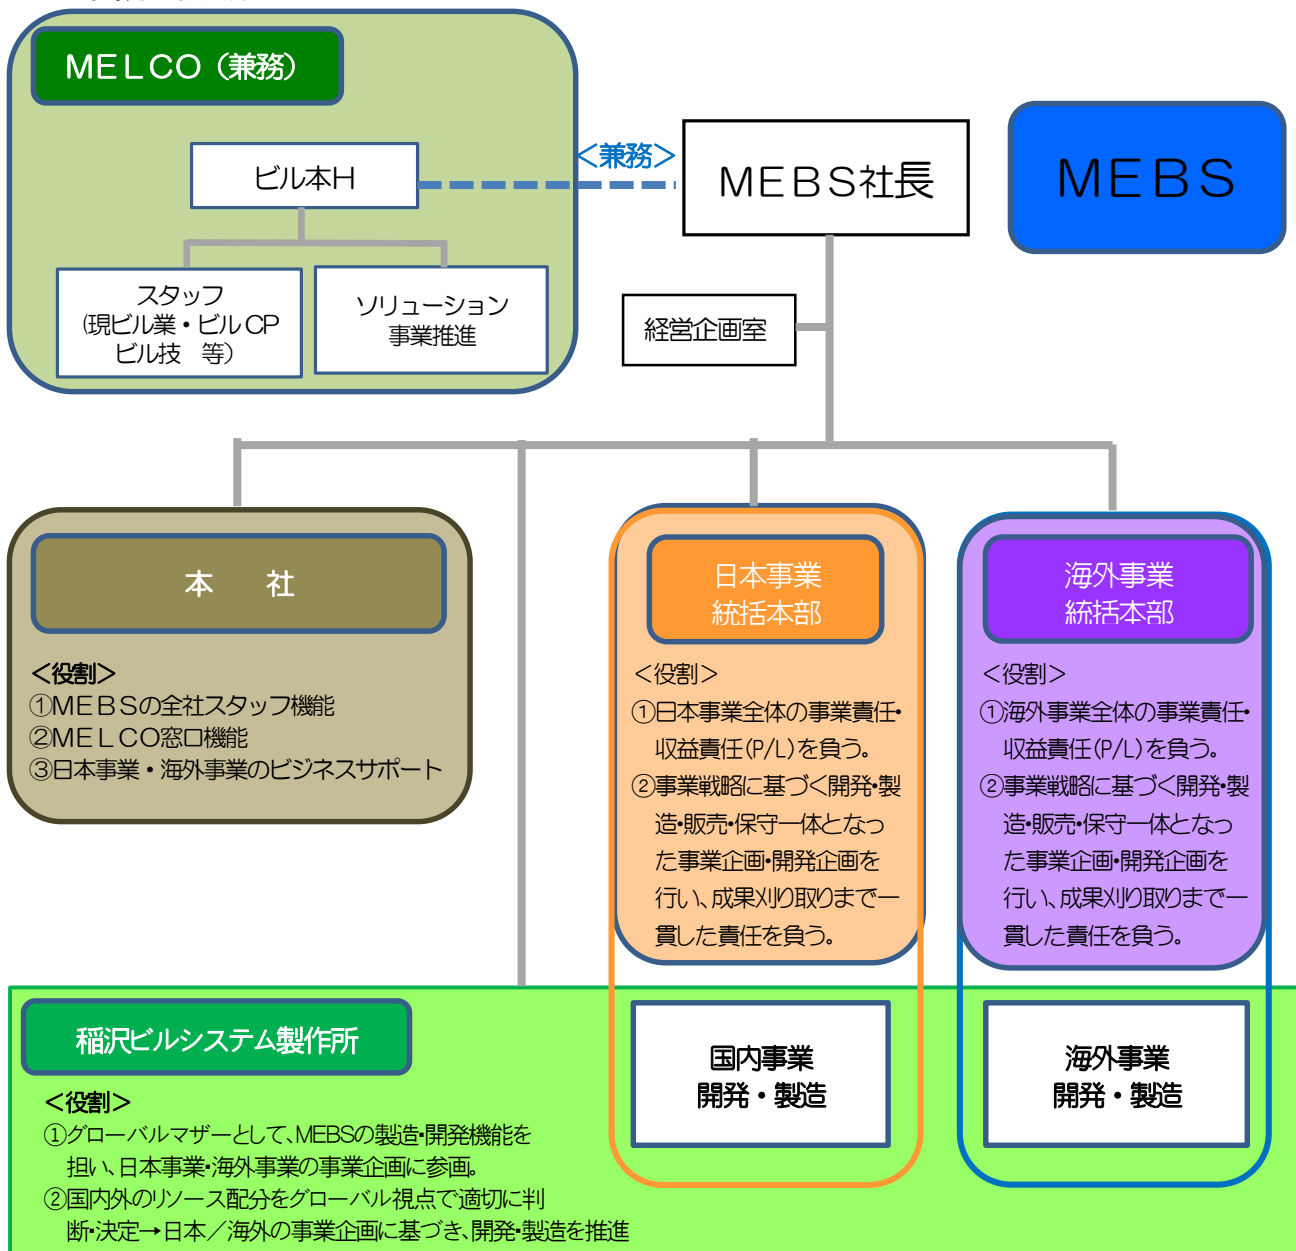 MELCO（兼務）
ビル本H
＜兼務＞
MEBS社長
MEBS
スタッフ
(現ビル業・ビルCP
ビル技　等)
ソリューション
事業推進
経営企画室
本　社
＜役割＞
①MEBSの全社スタッフ機能
②MELCO窓口機能
③日本事業・海外事業のビジネスサポート
日本事業
統括本部
＜役割＞
①日本事業全体の事業責任・
収益責任(P/L)を負う。
②事業戦略に基づく開発・製
造・販売・保守一体となっ
た事業企画・開発企画を
行い、成果刈り取りまで一
貫した責任を負う。
海外事業
統括本部
＜役割＞
①海外事業全体の事業責任・
収益責任(P/L)を負う。
②事業戦略に基づく開発・製
造・販売・保守一体となっ
た事業企画・開発企画を
行い、成果刈り取りまで一
貫した責任を負う。
稲沢ビルシステム製作所
＜役割＞
①グローバルマザーとして、MEBSの製造・開発機能を
担い、日本事業・海外事業の事業企画に参画。
②国内外のリソース配分をグローバル視点で適切に判
断・決定→日本／海外の事業企画に基づき、開発・製造を推進
国内事業
開発・製造
海外事業
開発・製造